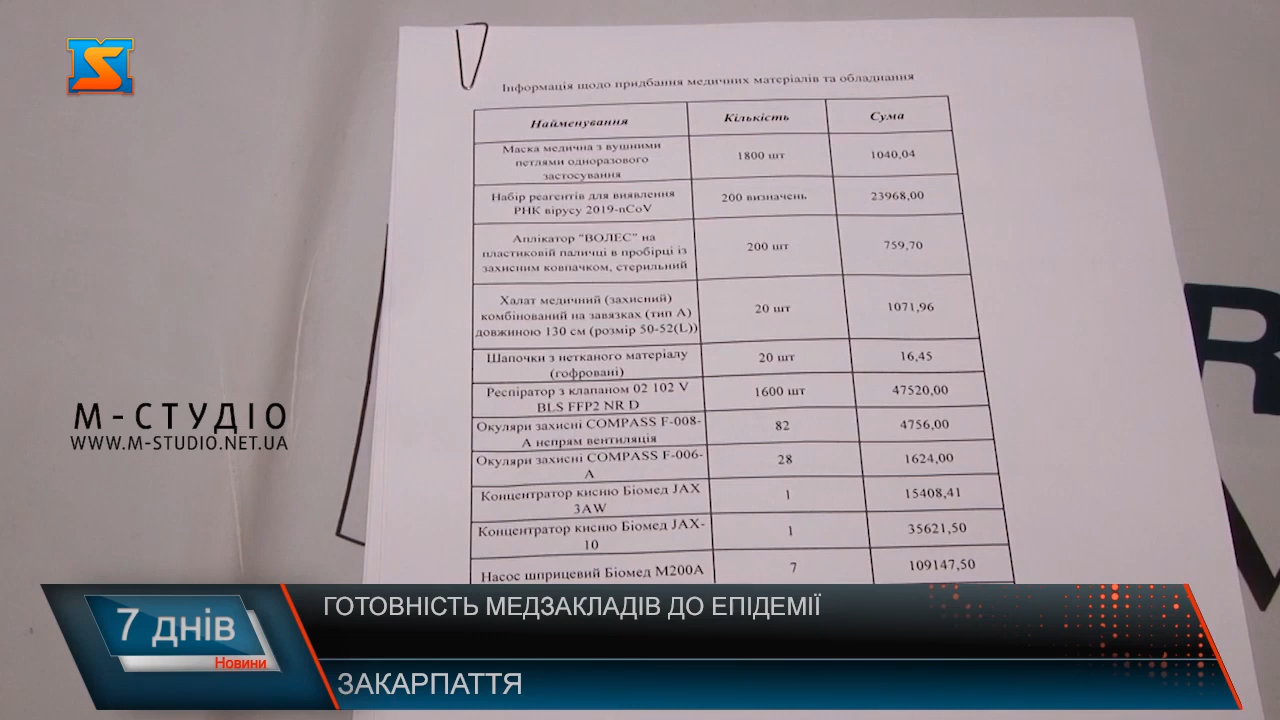 Інформація щодо придбання медичних матеріалів та обладнання
Найменування Кількість Сума
Маска медична з вушними
петлями одноразового
застосування
1800 шт 1040,04
Набір реагентів для виявлення
РНК вірусу 2019-nCoV
200 визначень 23968,00
Аплікатор "ВОЛЕС" на
пластиковій паличці в пробірці із
захисним ковпачком, стерильний
200 шт 759,70
Халат медичний (захисний)
комбінований на завязках (тип А)
довжиною 130 см (розмір 50-52(L))
20 шт 1071,96
Шапочки з нетканого матеріалу
(гофровані)
20 шт 16,45
Респіратор з клапаном 02 102 V
BLS FFP2 NR D
1600 шт 47520,00
Окуляри захисні COMPASS F-008-
А непрям вентиляція
82 4756,00
Окуляри захисні COMPASS F-006-
А
28 1624,00
Концентратор кисню Біомед JAX
3AW
1 15408,41
Концентратор кисню Біомед JAX-
10
1 35621,50
Насос шприцевий Біомед М200А 7 109147,50
М-СТУДІО
WWW.M-STUDIO.NET.UA
7 днів
Новини
ГОТОВНІСТЬ МЕДЗАКЛАДІВ ДО ЕПІДЕМІЇ
ЗАКАРПАТТЯ